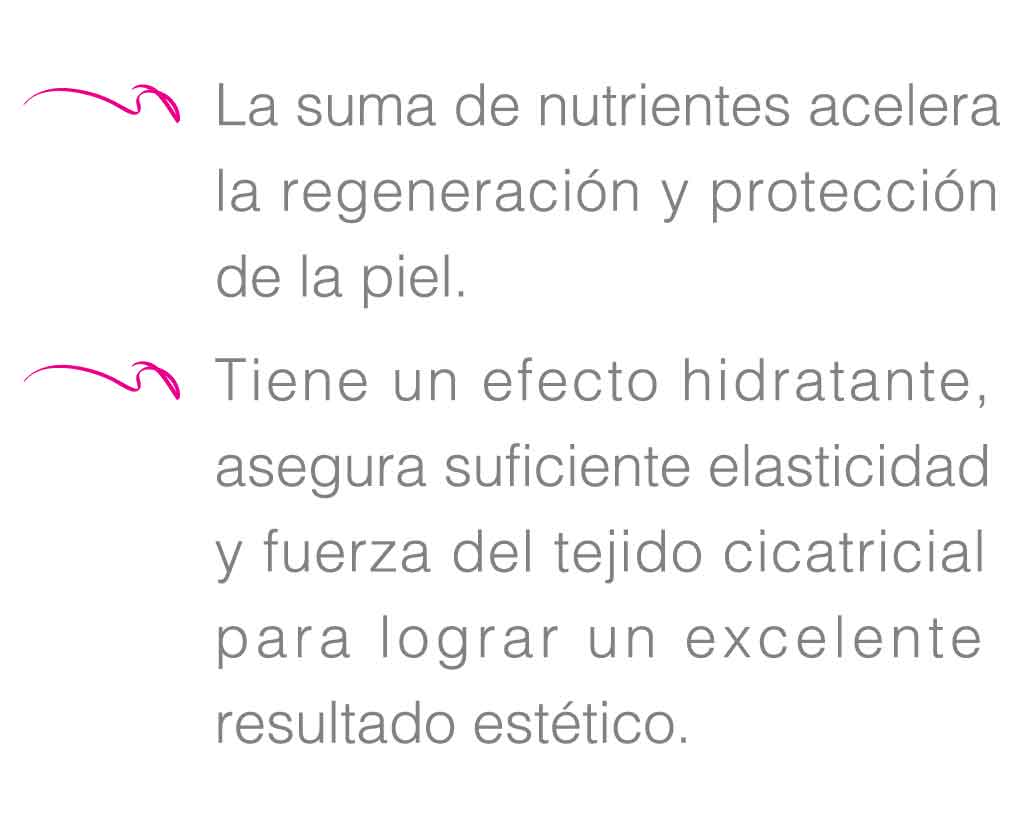 La suma de nutrientes acelera
la regeneración y protección
de la piel.
Tiene un efecto hidratante,
asegura suficiente elasticidad
y fuerza del tejido cicatricial
para lograr un excelente
resultado estético.